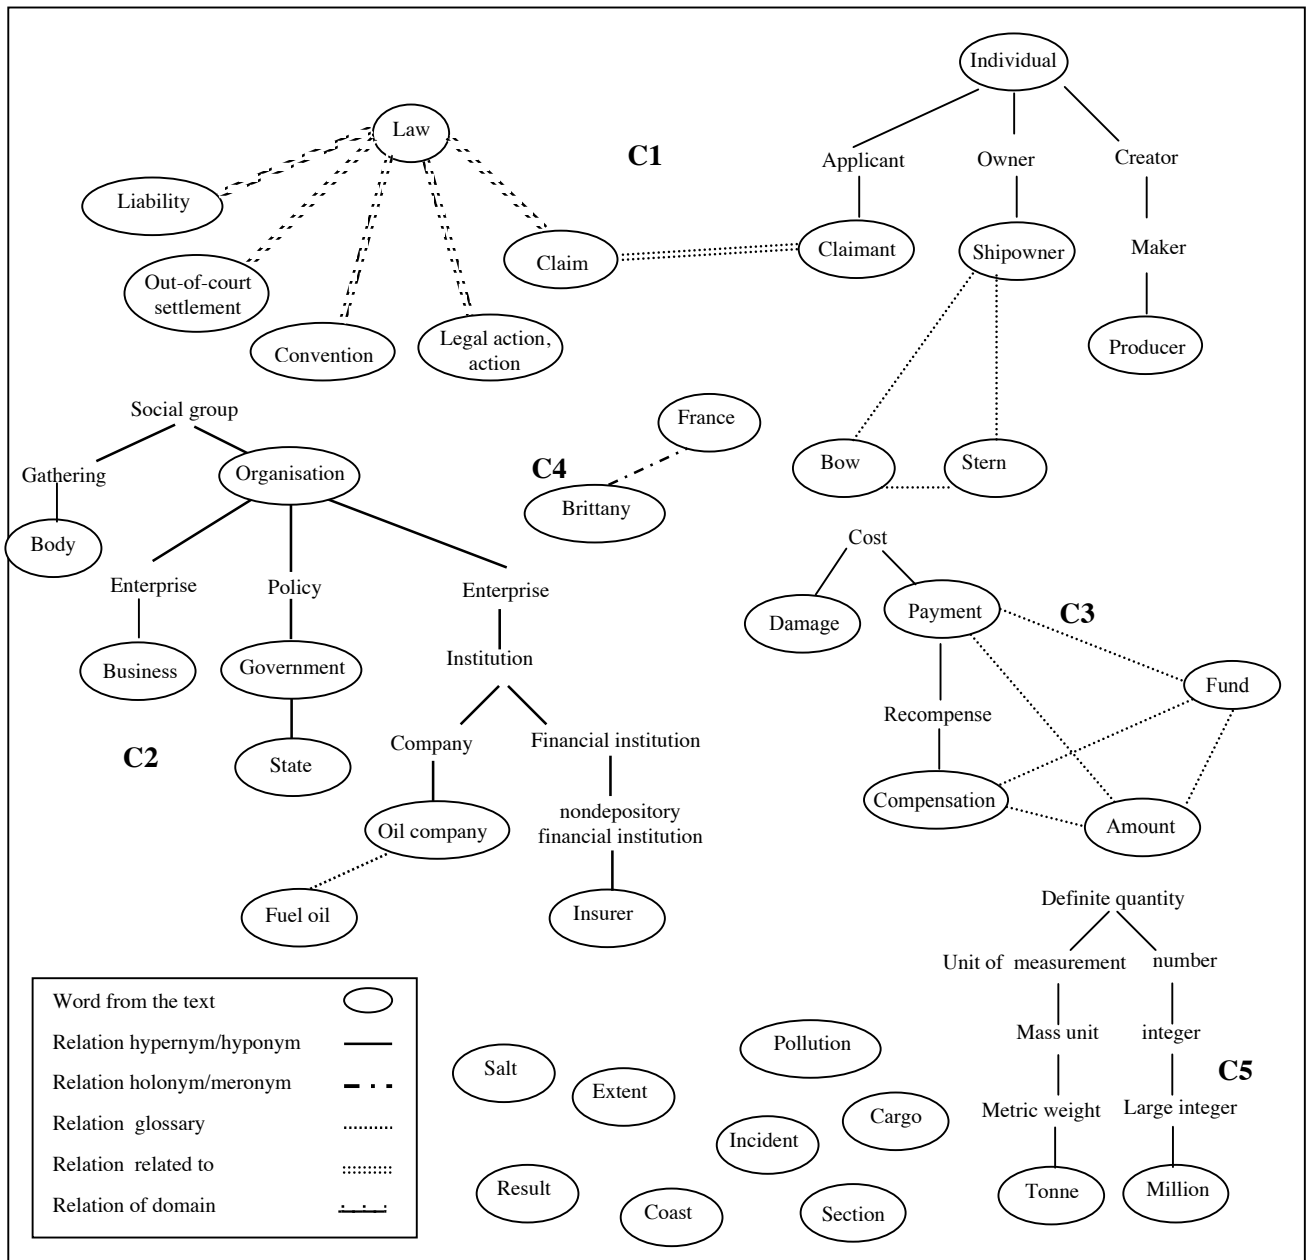 Individual
Law
C1
Applicant
Owner
Creator
Liability
Claim
Claimant
Shipowner
Maker
Out-of-court
settlement
Convention
Legal action,
action
Producer
Social group
France
Gathering
Organisation
C4
Bow
Stern
Brittany
Body
Cost
Enterprise
Policy
Enterprise
Damage
Payment
C3
Business
Government
Institution
Fund
Recompense
C2
State
Company
Financial institution
Compensation
Amount
Oil company
nondepository
financial institution
Fuel oil
Insurer
Definite quantity
Unit of measurement
number
Word from the text
Relation hypernym/hyponym
Relation holonym/meronym
Relation glossary
Relation related to
Relation of domain
Salt
Extent
Pollution
Mass unit
integer
C5
Cargo
Metric weight
Large integer
Incident
Result
Coast
Section
Tonne
Million